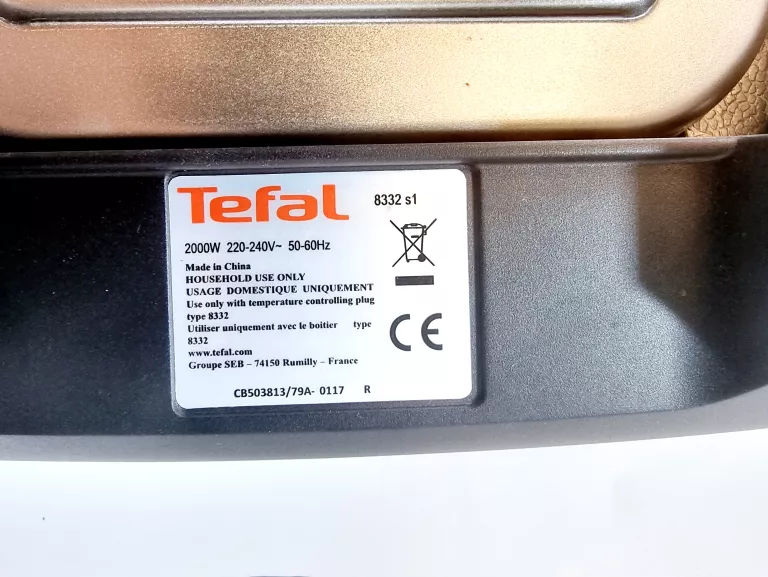 Tefal
8332 s1
2000W 220-240V~ 50-60Hz
Made in China
HOUSEHOLD USE ONLY
USAGE DOMESTIQUE UNIQUEMENT
Use only with temperature controlling plug
type 8332
Utiliser uniquement avec le boitier type
8332
www.tefal.com
Groupe SEB – 74150 Rumilly – France
CE
CB503813/79A- 0117 R